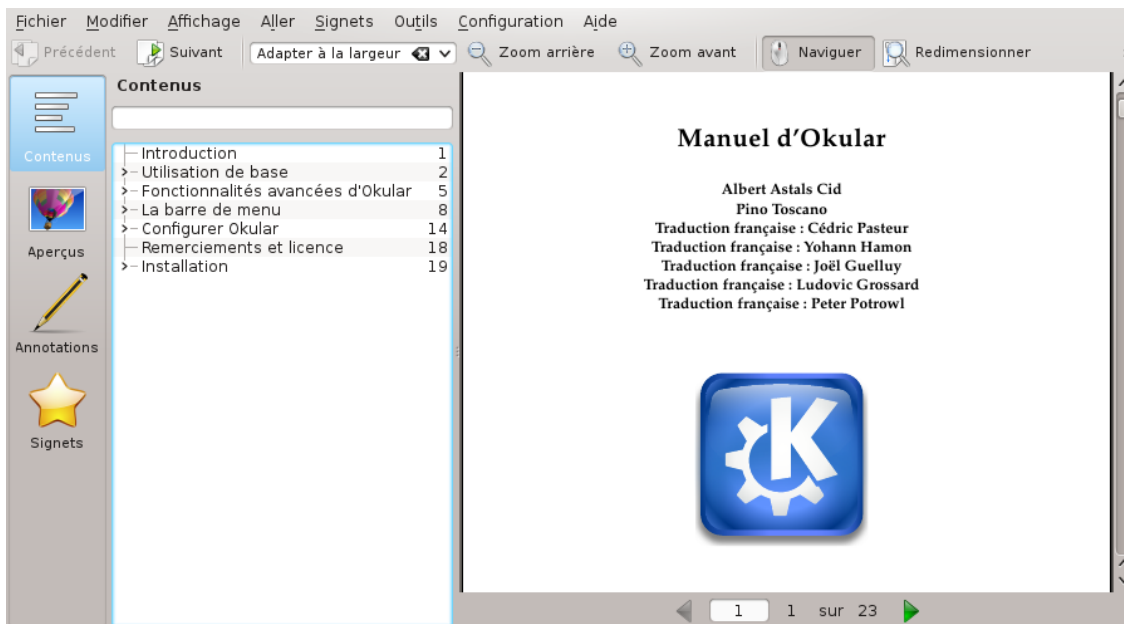 Fichier Modifier Affichage Aller Signets Outils Configuration Aide
Précédent Suivant Adapter à la largeur Zoom arrière Zoom avant Naviguer Redimensionner
Contenus
Contenus
Aperçus
Annotations
Signets
Introduction 1
Utilisation de base 2
Fonctionnalités avancées d'Okular 5
La barre de menu 8
Configurer Okular 14
Remerciements et licence 18
Installation 19
Manuel d’Okular
Albert Astals Cid
Pino Toscano
Traduction française : Cédric Pasteur
Traduction française : Yohann Hamon
Traduction française : Joël Guelluy
Traduction française : Ludovic Grossard
Traduction française : Peter Potrowl
K
1 1 sur 23